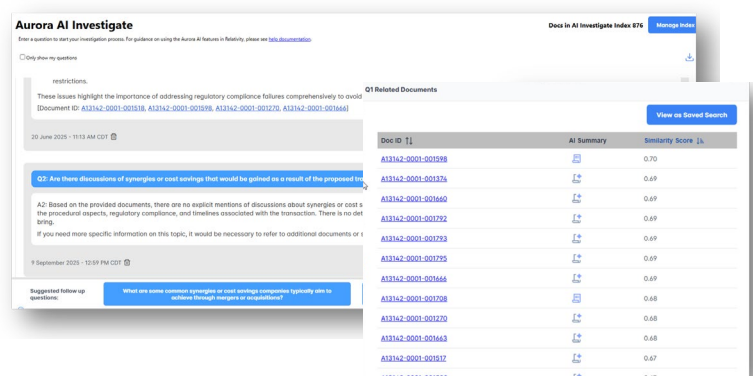 Aurora AI Investigate
Docs in AI Investigate Index 876
Manage Index
Enter a question to start your investigation process. For guidance on using the Aurora AI features in Relativity, please see help documentation.
Only show my questions
restrictions.
These issues highlight the importance of addressing regulatory compliance failures comprehensively to avoid
[Document ID: A13142-0001-001518, A13142-0001-001598, A13142-0001-001270, A13142-0001-001666]
20 June 2025 - 11:13 AM CDT
Q2: Are there discussions of synergies or cost savings that would be gained as a result of the proposed tra
A2: Based on the provided documents, there are no explicit mentions of discussions about synergies or cost s
the procedural aspects, regulatory compliance, and timelines associated with the transaction. There is no det
bring.
If you need more specific information on this topic, it would be necessary to refer to additional documents or
9 September 2025 - 12:59 PM CDT
Suggested follow up questions:
What are some common synergies or cost savings companies typically aim to
achieve through mergers or acquisitions?
Q1 Related Documents
View as Saved Search
Doc ID AI Summary Similarity Score
A13142-0001-001598 0.70
A13142-0001-001374 0.69
A13142-0001-001660 0.69
A13142-0001-001792 0.69
A13142-0001-001793 0.69
A13142-0001-001795 0.69
A13142-0001-001666 0.69
A13142-0001-001708 0.68
A13142-0001-001270 0.68
A13142-0001-001663 0.68
A13142-0001-001517 0.67